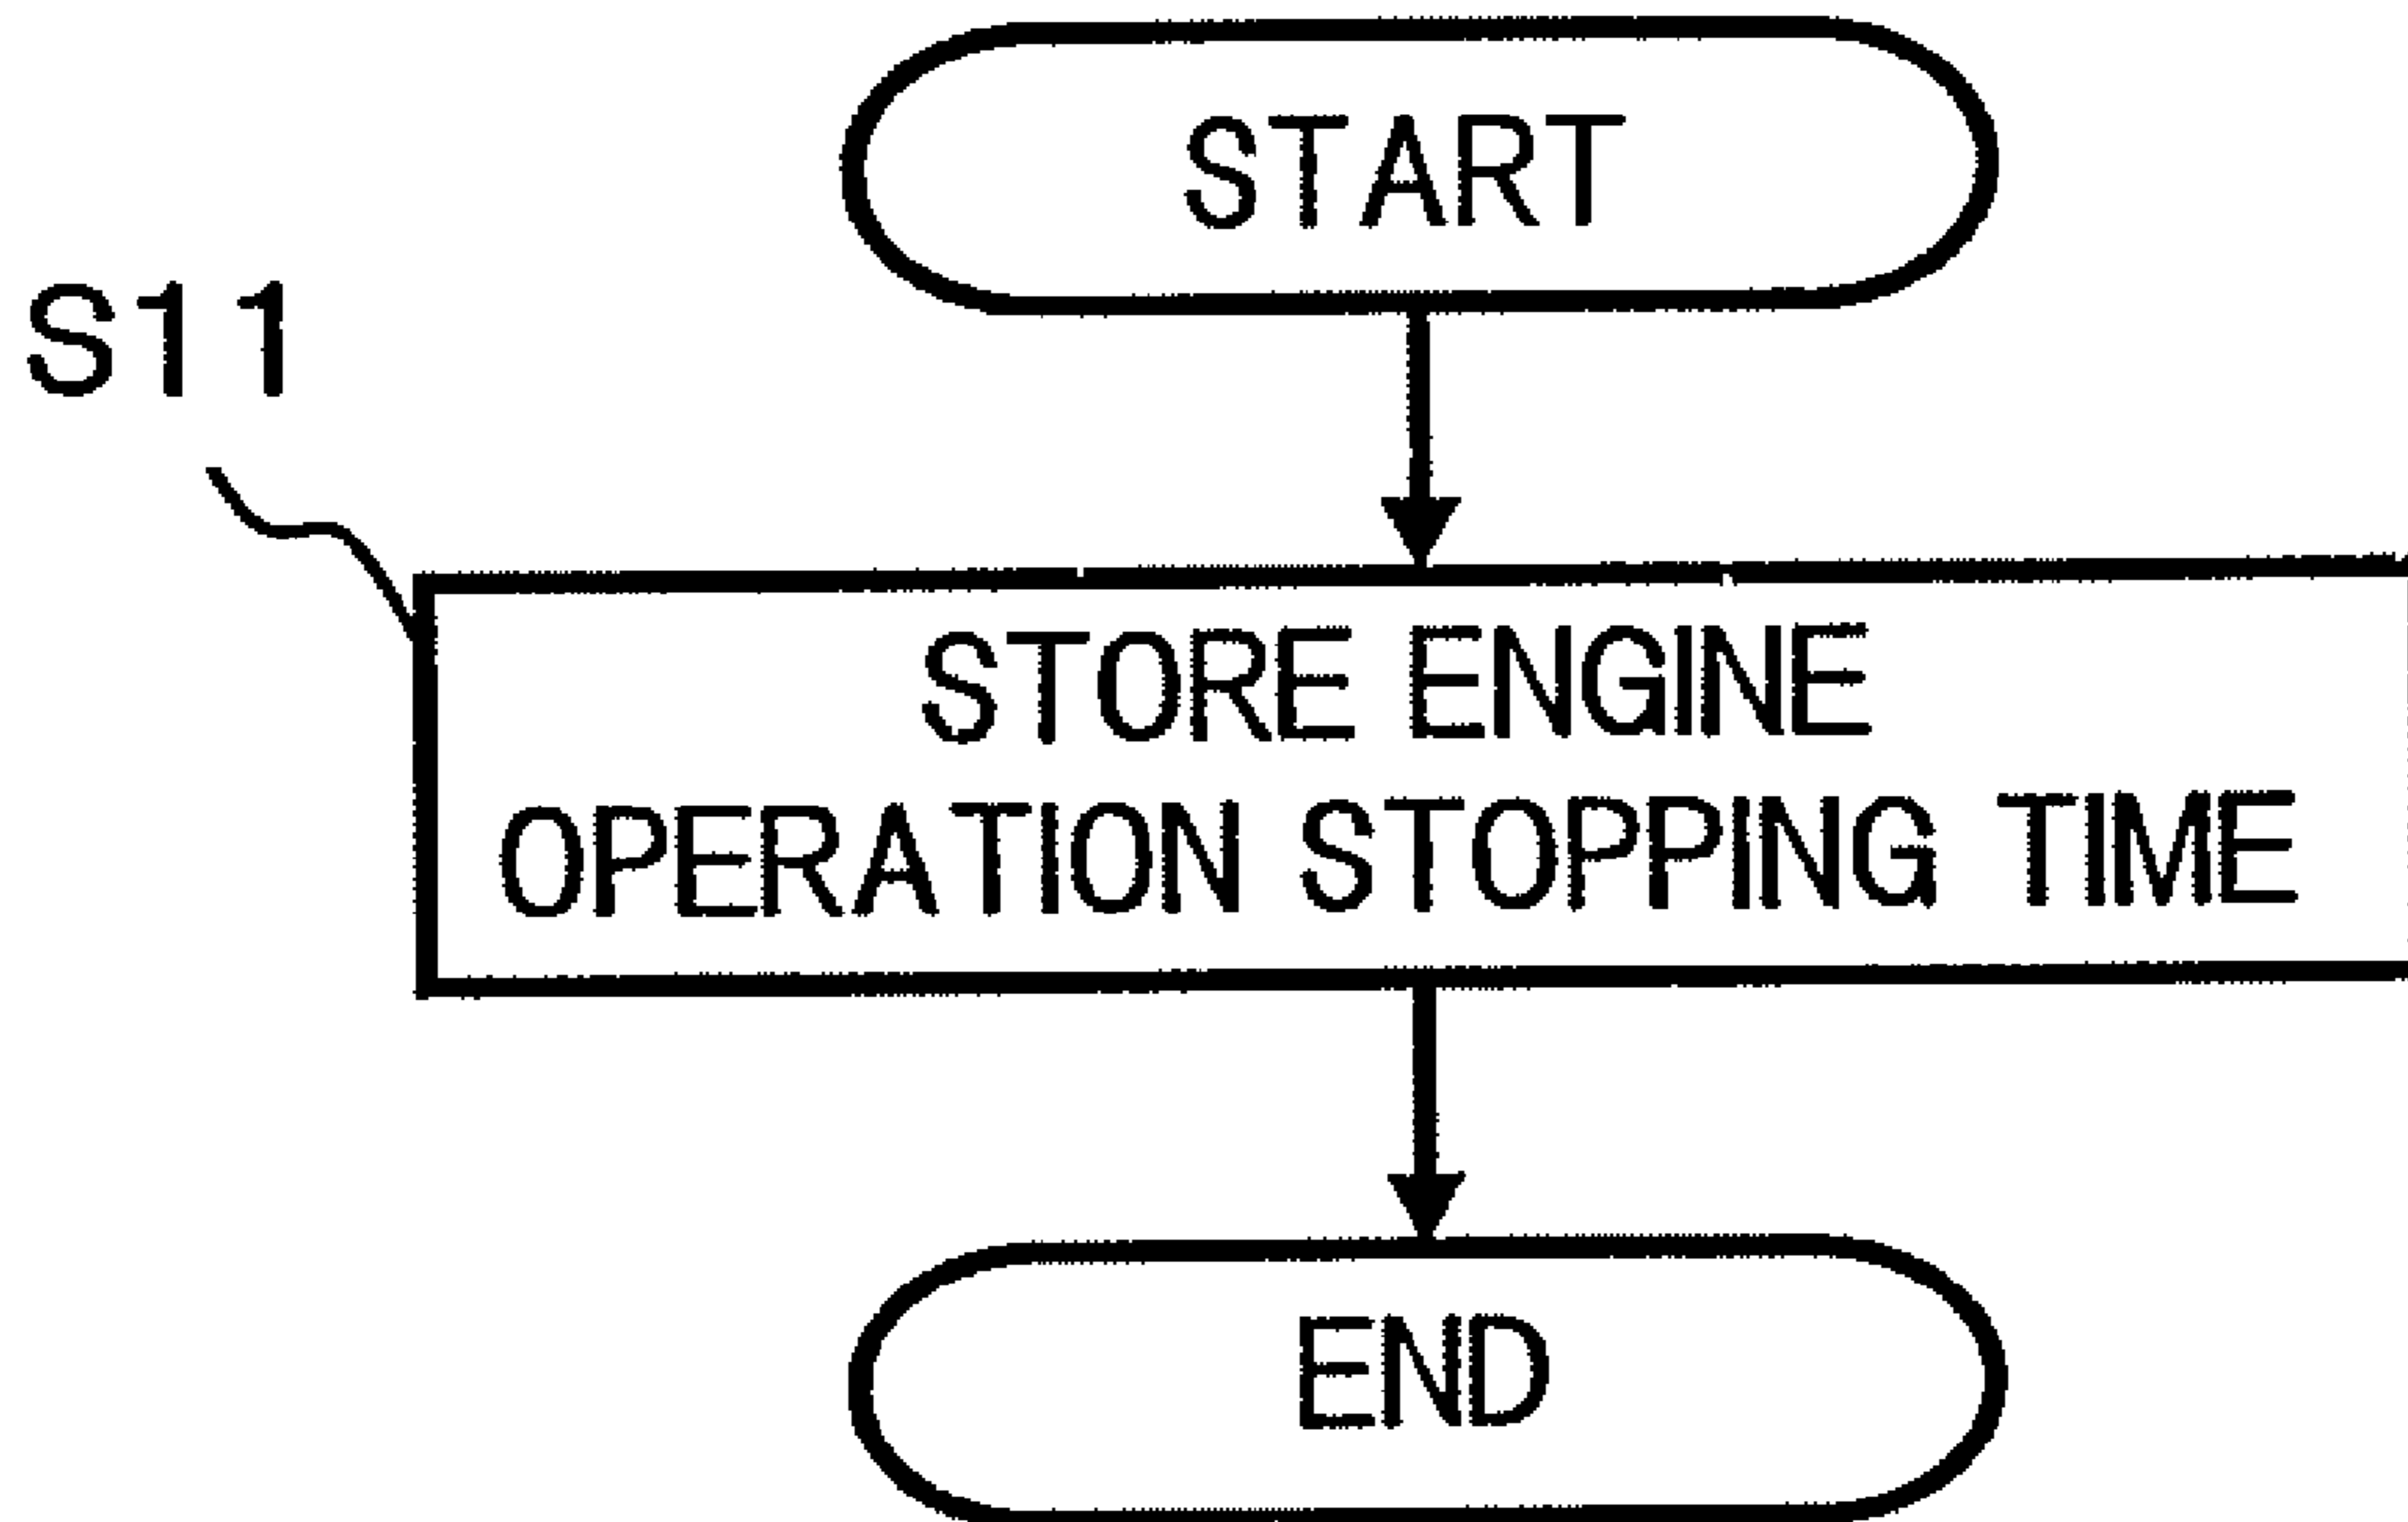 START
S11
STORE ENGINE
OPERATION STOPPING TIME
END